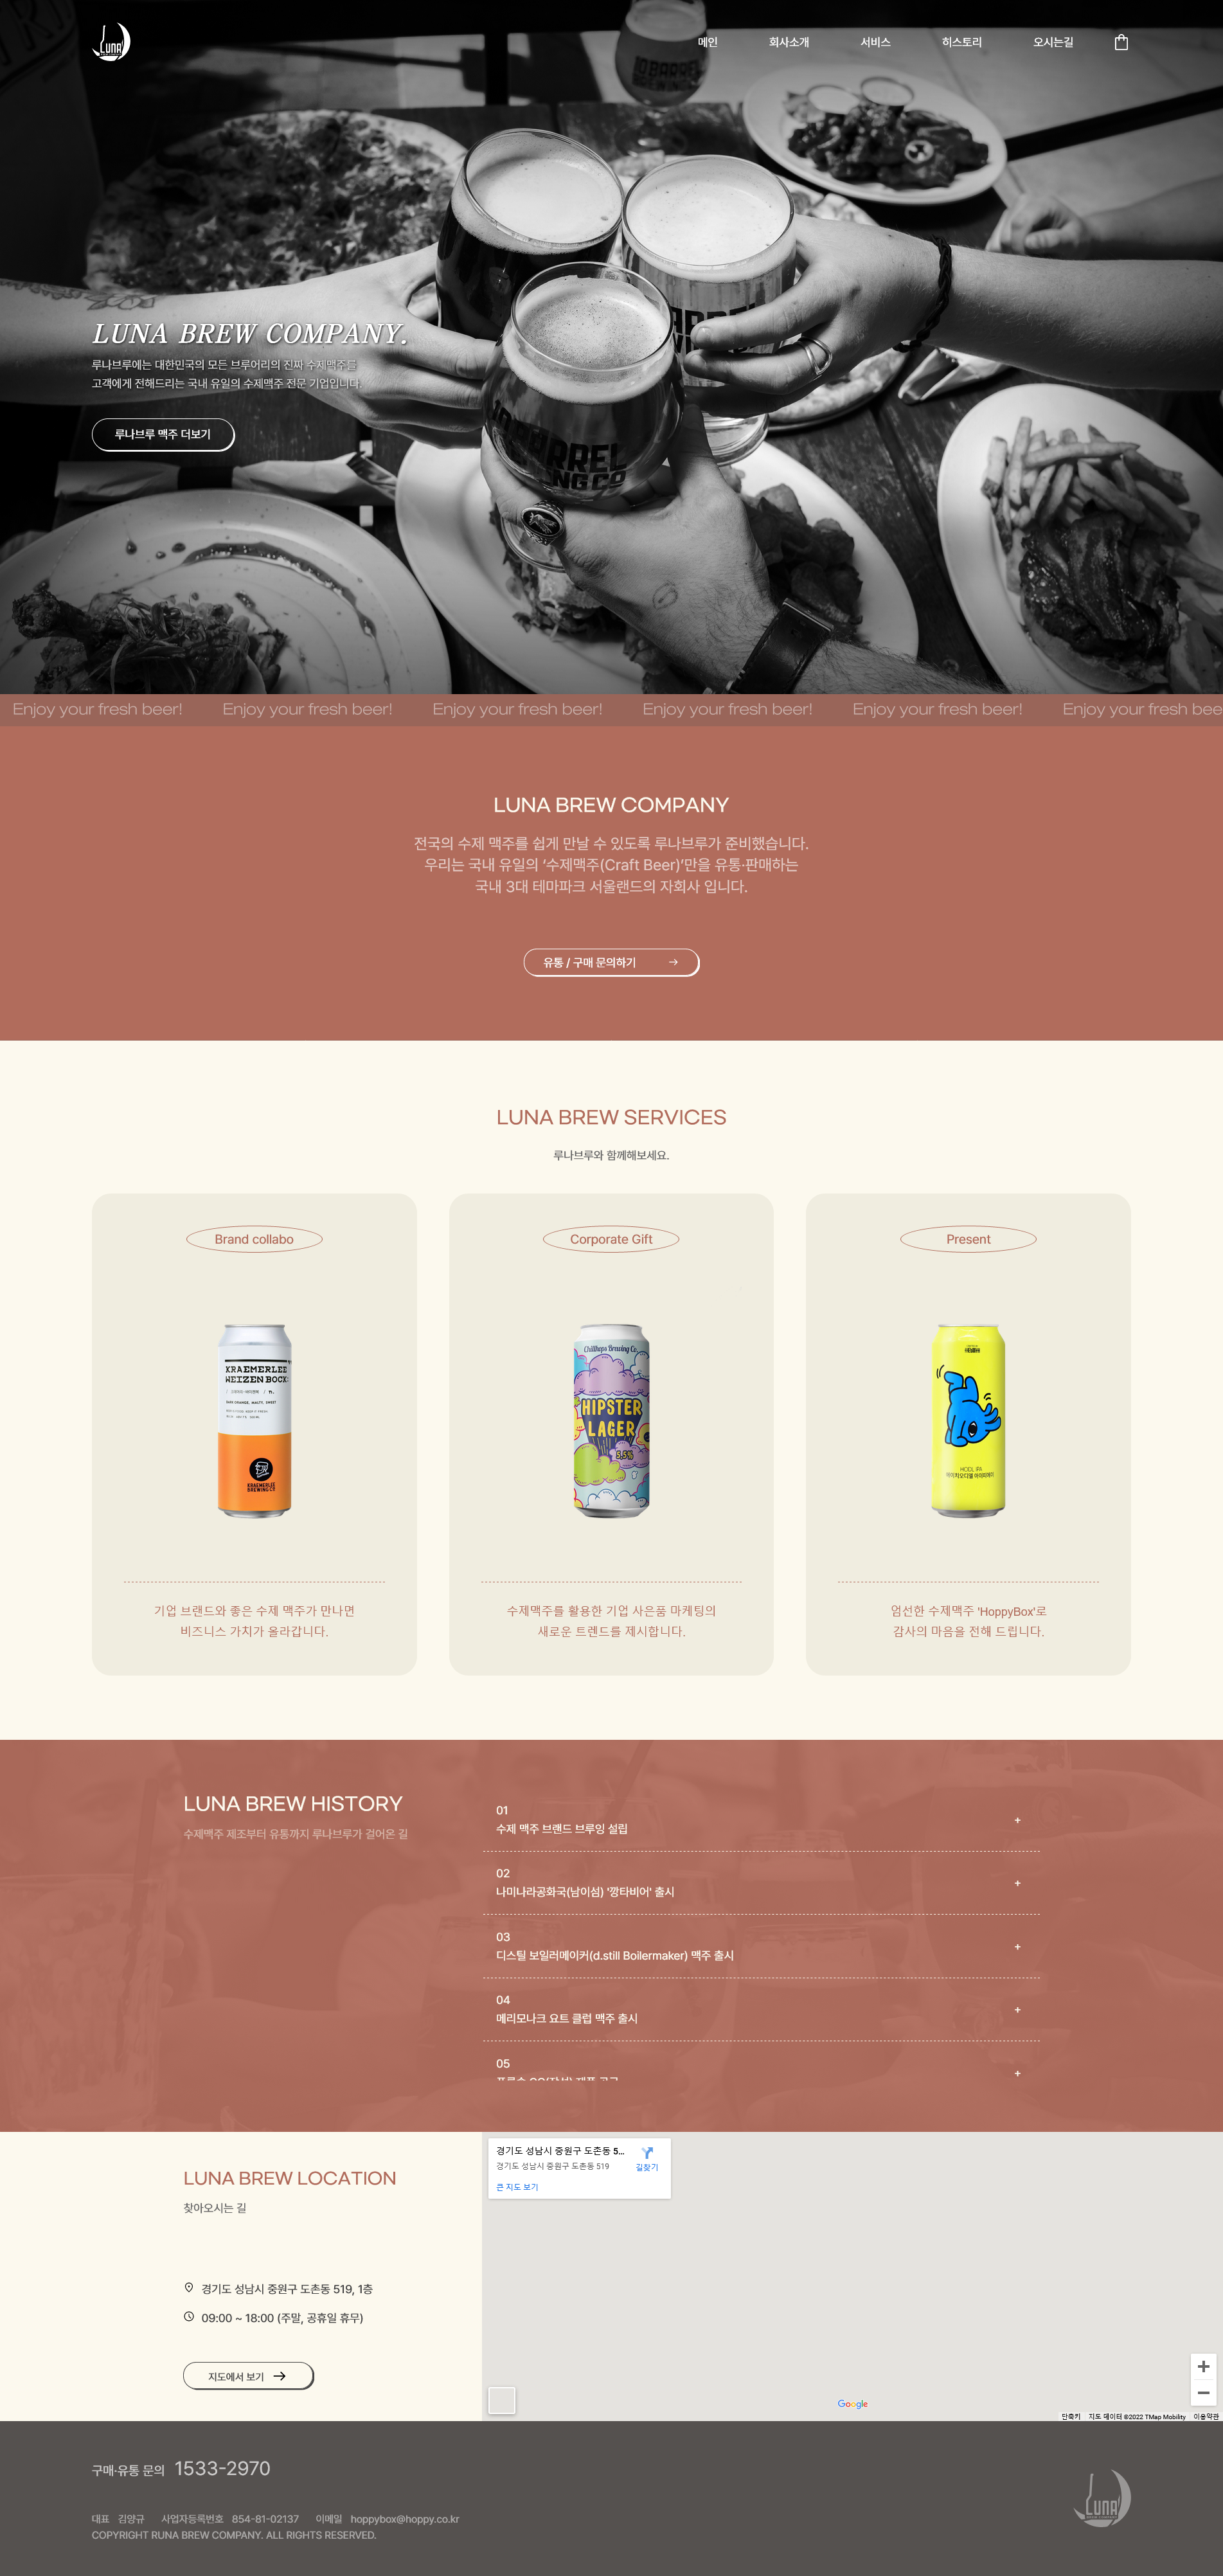 LUNA
메인
회사소개
서비스
히스토리
오시는길
BARREL
LUNA BREW COMPANY.
루나브루에는 대한민국의 모든 브루어리의 진짜 수제맥주를
고객에게 전해드리는 국내 유일의 수제맥주 전문 기업입니다.
루나브루 맥주 더보기
Enjoy your fresh beer! Enjoy your fresh beer! Enjoy your fresh beer! Enjoy your fresh beer! Enjoy your fresh beer! Enjoy your fresh bee
LUNA BREW COMPANY
전국의 수제 맥주를 쉽게 만날 수 있도록 루나브루가 준비했습니다.
우리는 국내 유일의 ‘수제맥주(Craft Beer)’만을 유통·판매하는
국내 3대 테마파크 서울랜드의 자회사 입니다.
유통 / 구매 문의하기 →
LUNA BREW SERVICES
루나브루와 함께해보세요.
Brand collabo
KRAEMERLEE
WEIZEN BOCK
KRAEMERLEE
BREWING CO
기업 브랜드와 좋은 수제 맥주가 만나면
비즈니스 가치가 올라갑니다.
Corporate Gift
Chillhops Brewing Co.
HIPSTER
LAGER
5.5%
수제맥주를 활용한 기업 사은품 마케팅의
새로운 트렌드를 제시합니다.
Present
HODL IPA
엄선한 수제맥주 'HoppyBox'로
감사의 마음을 전해 드립니다.
LUNA BREW HISTORY
수제맥주 제조부터 유통까지 루나브루가 걸어온 길
01
수제 맥주 브랜드 브루잉 설립
+
02
나미나라공화국(남이섬) '깡타비어' 출시
+
03
디스틸 보일러메이커(d.still Boilermaker) 맥주 출시
+
04
메리모나크 요트 클럽 맥주 출시
+
05
+
LUNA BREW LOCATION
찾아오시는 길
경기도 성남시 중원구 도촌동 519, 1층
09:00 ~ 18:00 (주말, 공휴일 휴무)
지도에서 보기 →
경기도 성남시 중원구 도촌동 5...
경기도 성남시 중원구 도촌동 519
길찾기
큰 지도 보기
Google
단축키 지도 데이터 ©2022 TMap Mobility 이용약관
구매·유통 문의 1533-2970
대표 김양규 사업자등록번호 854-81-02137 이메일 hoppybox@hoppy.co.kr
COPYRIGHT RUNA BREW COMPANY. ALL RIGHTS RESERVED.
LUNA